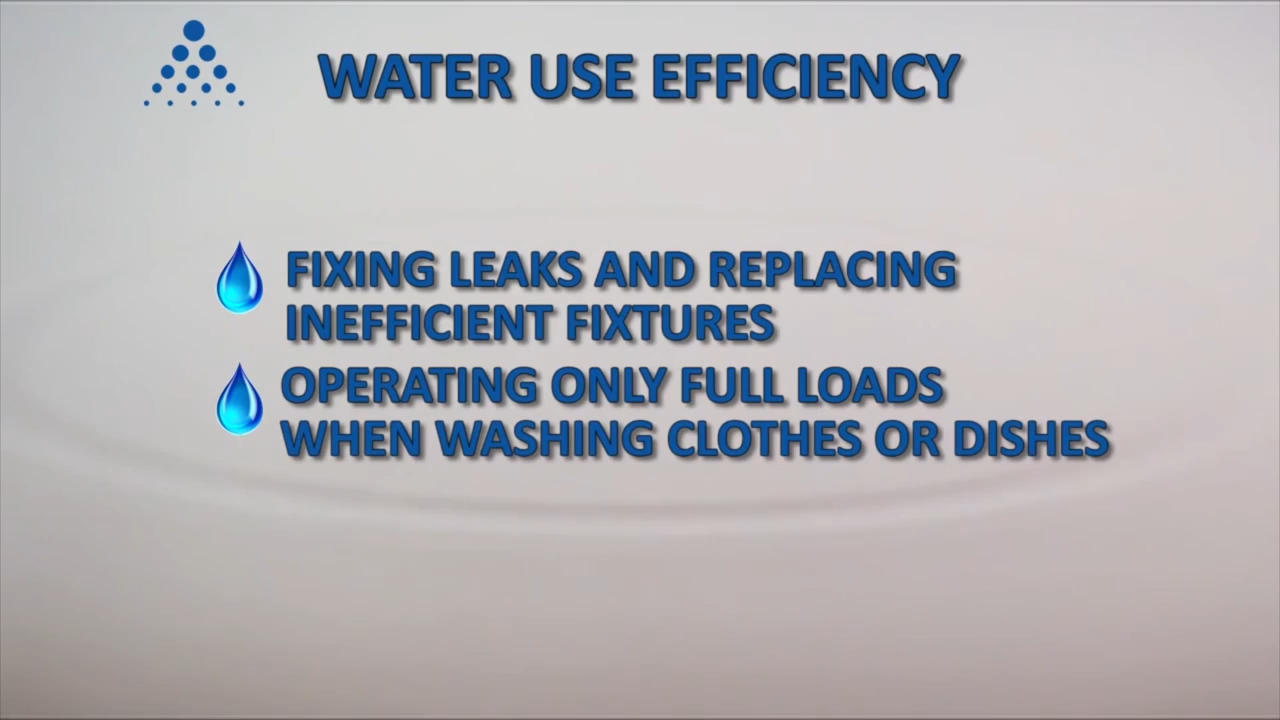 WATER USE EFFICIENCY
FIXING LEAKS AND REPLACING
INEFFICIENT FIXTURES
OPERATING ONLY FULL LOADS
WHEN WASHING CLOTHES OR DISHES